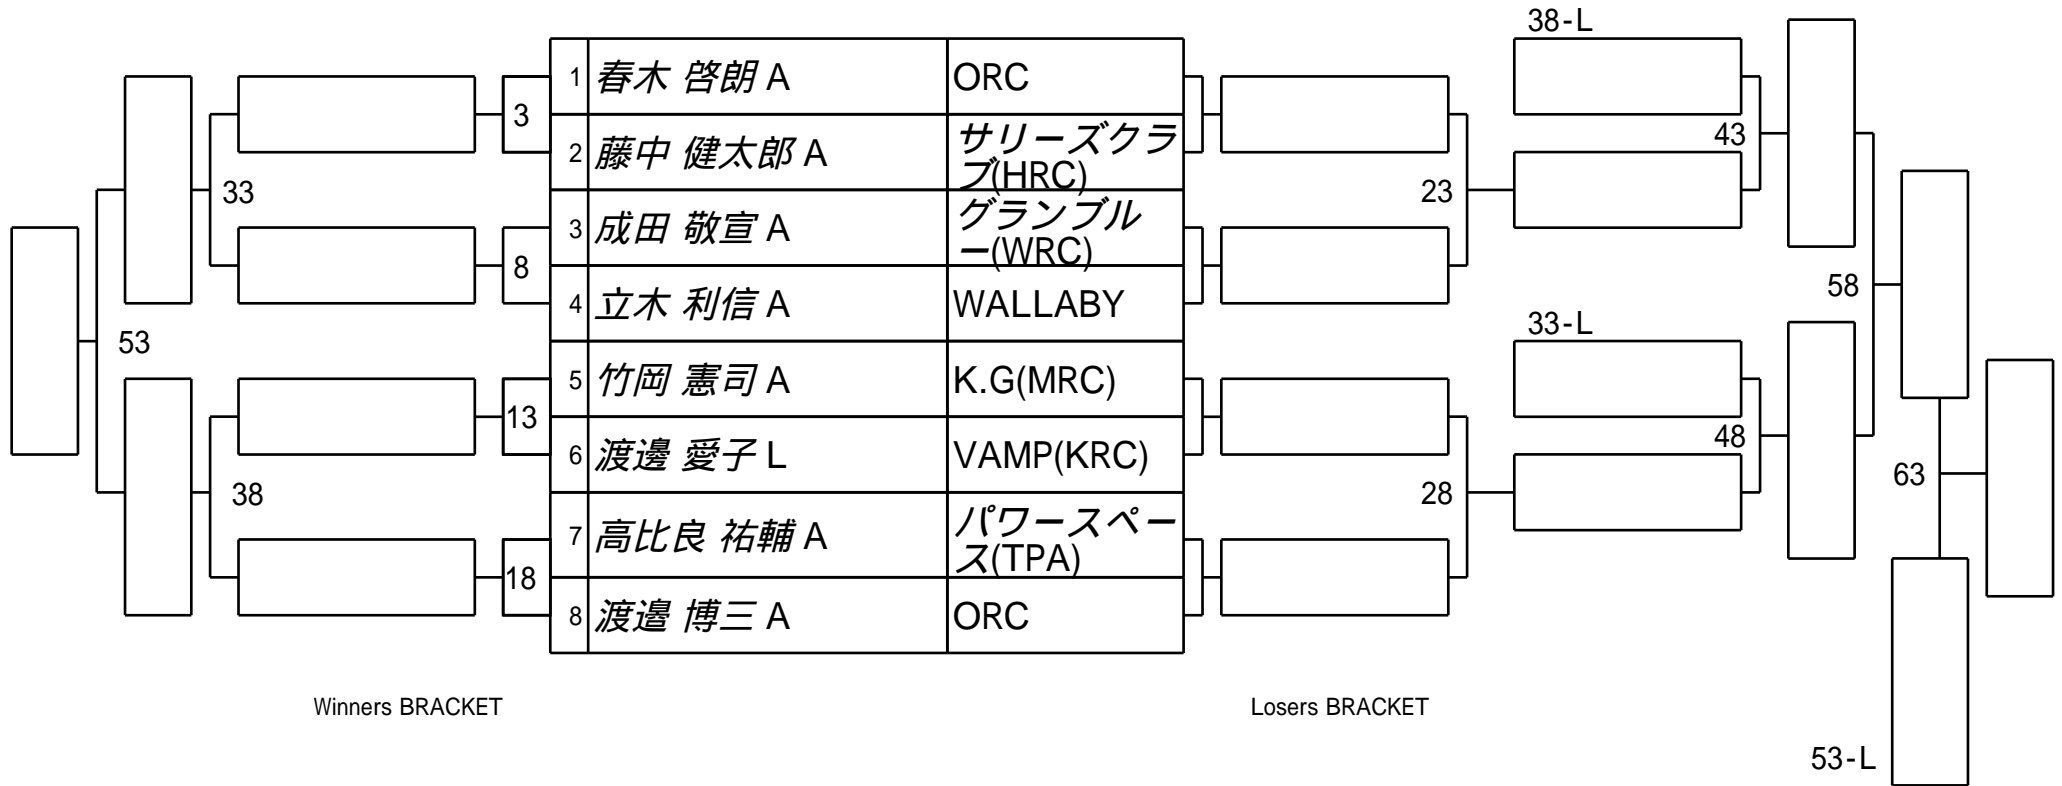 38-L
1 春木 啓朗 A ORC
3
2 藤中 健太郎 A サリーズクラ
ブ(HRC)
43
33
23
3 成田 敬宣 A グランブル
ー(WRC)
8
4 立木 利信 A WALLABY
58
33-L
53
5 竹岡 憲司 A K.G(MRC)
13
48
6 渡邊 愛子 L VAMP(KRC)
63
38
28
7 高比良 祐輔 A パワースペー
ス(TPA)
18
8 渡邉 博三 A ORC
Winners BRACKET
Losers BRACKET
53-L